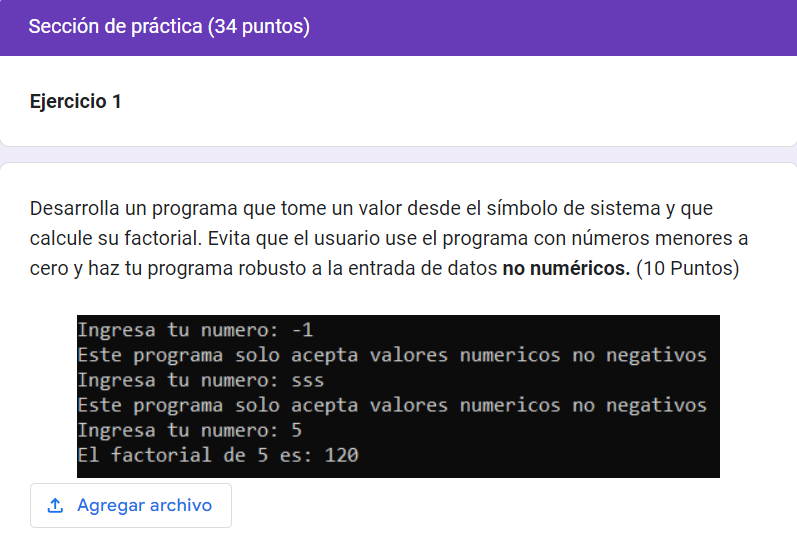 Sección de práctica (34 puntos)
Ejercicio 1
Desarrolla un programa que tome un valor desde el símbolo de sistema y que
calcule su factorial. Evita que el usuario use el programa con números menores a
cero y haz tu programa robusto a la entrada de datos no numéricos. (10 Puntos)
Ingresa tu numero: -1
Este programa solo acepta valores numericos no negativos
Ingresa tu numero: sss
Este programa solo acepta valores numericos no negativos
Ingresa tu numero: 5
El factorial de 5 es: 120
Agregar archivo